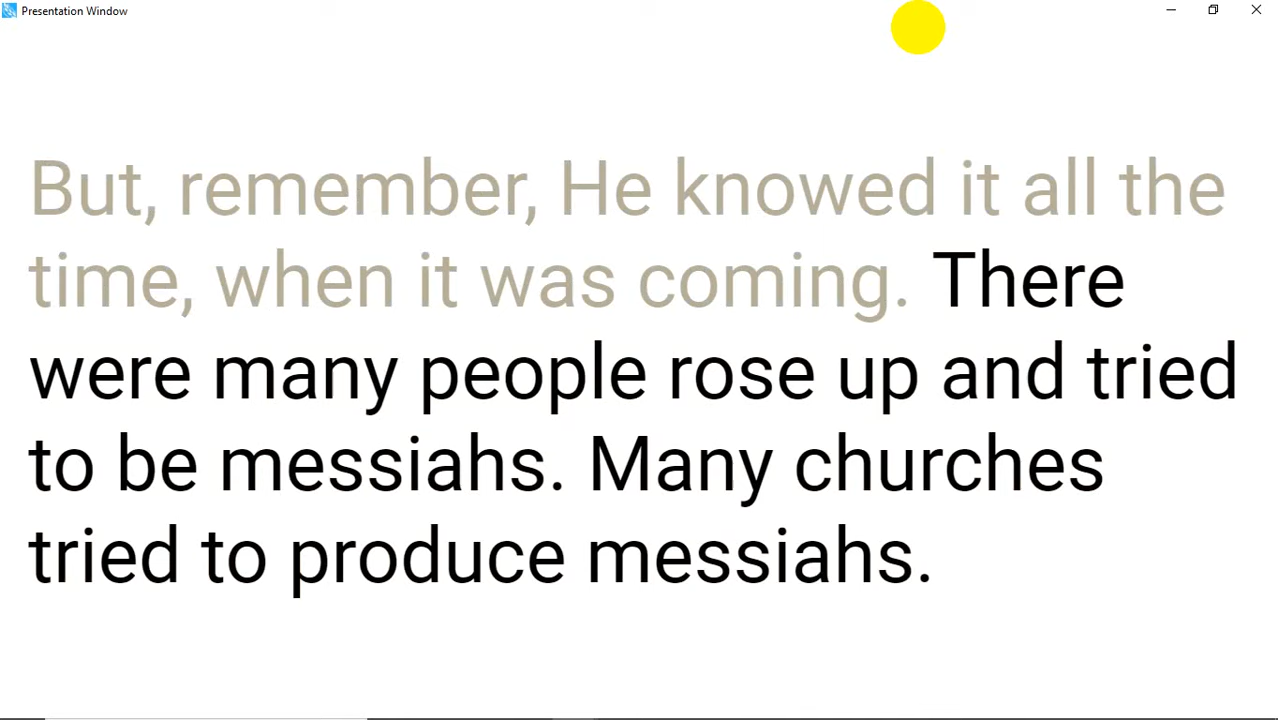 Presentation Window
But, remember, He knowed it all the
time, when it was coming. There
were many people rose up and tried
to be messiahs. Many churches
tried to produce messiahs.